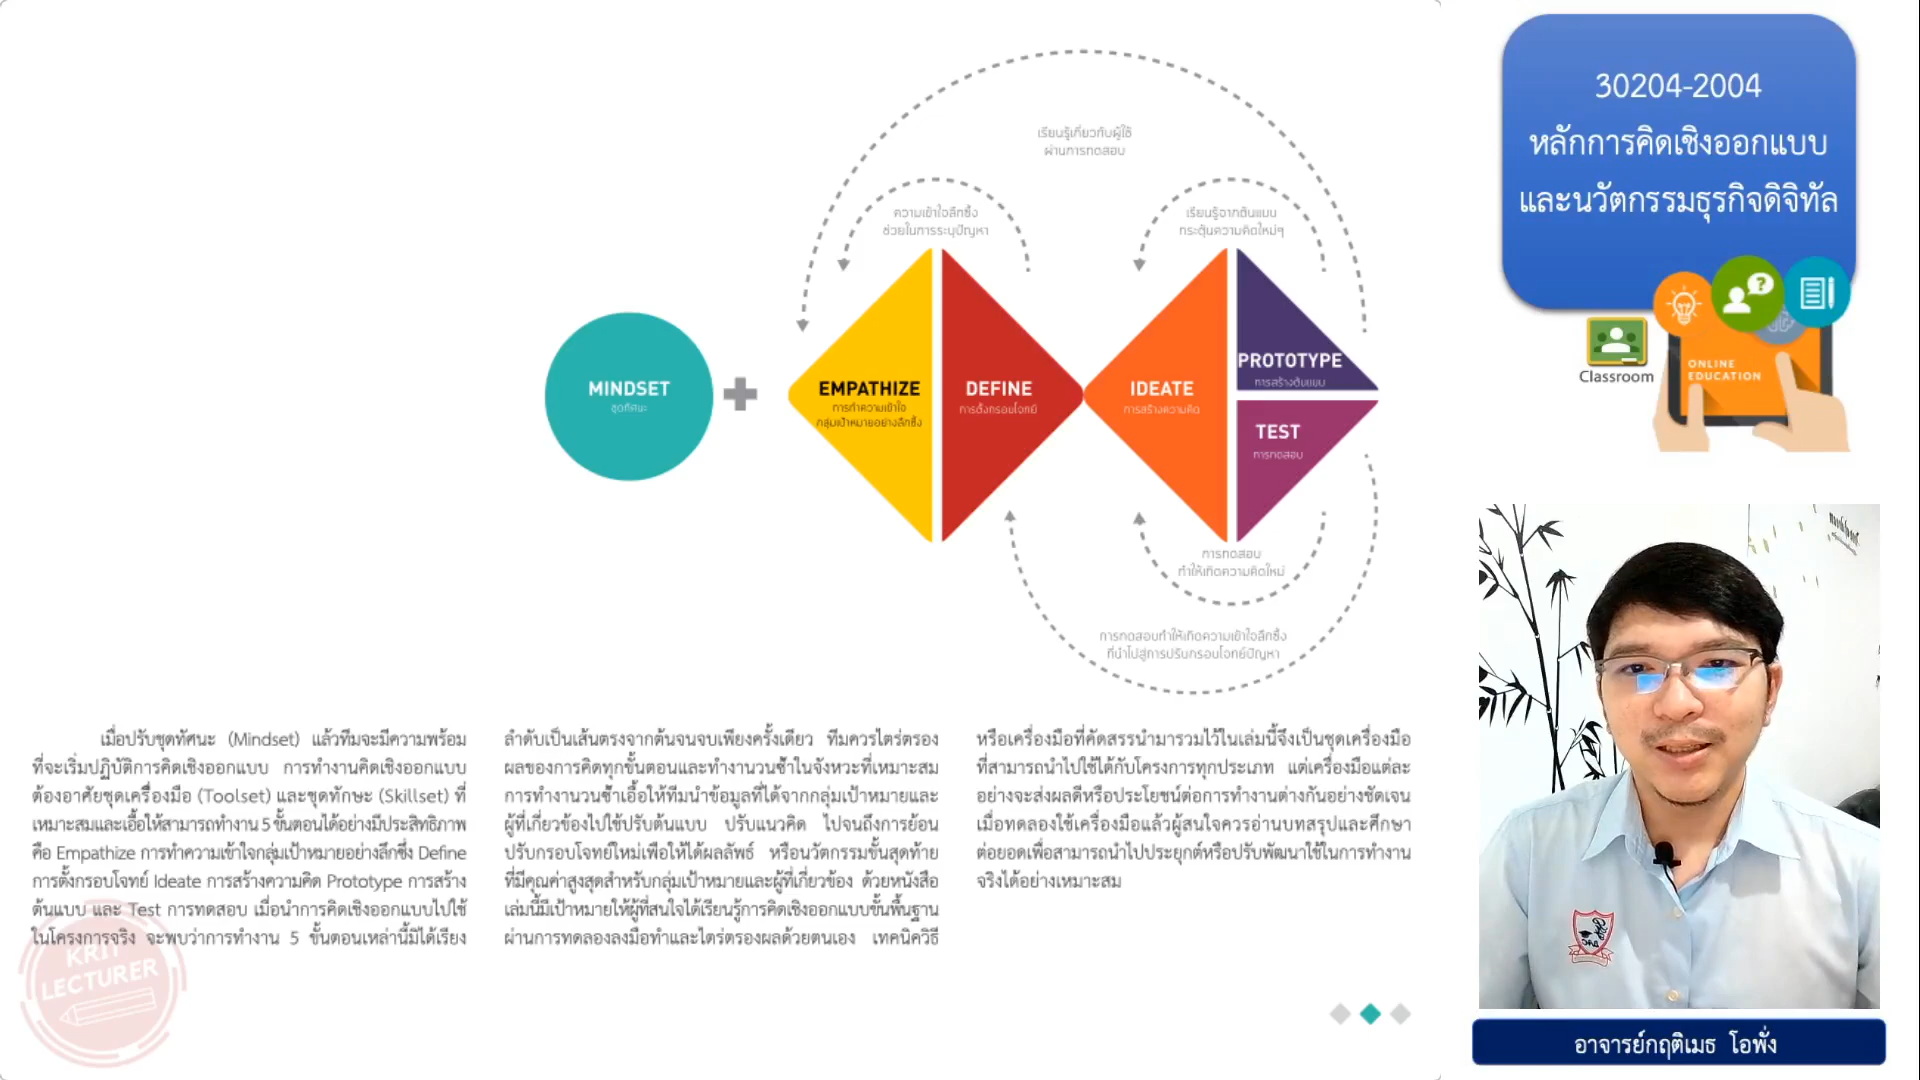 เรียนรู้เกี่ยวกับผู้ใช้
ผ่านการทดสอบ
ความเข้าใจลึกซึ้ง
ช่วยในการระบุปัญหา
เรียนรู้จากต้นแบบ
กระตุ้นความคิดใหม่ๆ
MINDSET
ชุดทัศนะ
EMPATHIZE
การทำความเข้าใจ
กลุ่มเป้าหมายอย่างลึกซึ้ง
DEFINE
การตั้งกรอบโจทย์
IDEATE
การสร้างความคิด
PROTOTYPE
การสร้างต้นแบบ
TEST
การทดสอบ
การทดสอบ
ทำให้เกิดความคิดใหม่
การทดสอบทำให้เกิดความเข้าใจลึกซึ้ง
ที่นำไปสู่การปรับกรอบโจทย์ปัญหา
เมื่อปรับชุดทัศนะ (Mindset) แล้วทีมจะมีความพร้อม
ที่จะเริ่มปฏิบัติการคิดเชิงออกแบบ การทำงานคิดเชิงออกแบบ
ต้องอาศัยชุดเครื่องมือ (Toolset) และชุดทักษะ (Skillset) ที่
เหมาะสมและเอื้อให้สามารถทำงาน 5 ขั้นตอนได้อย่างมีประสิทธิภาพ
คือ Empathize การทำความเข้าใจกลุ่มเป้าหมายอย่างลึกซึ้ง Define
การตั้งกรอบโจทย์ Ideate การสร้างความคิด Prototype การสร้าง
ต้นแบบ และ Test การทดสอบ เมื่อนำการคิดเชิงออกแบบไปใช้
ในโครงการจริง จะพบว่าการทำงาน 5 ขั้นตอนเหล่านี้มิได้เรียง
ลำดับเป็นเส้นตรงจากต้นจนจบเพียงครั้งเดียว ทีมควรไตร่ตรอง
ผลของการคิดทุกขั้นตอนและทำงานวนซ้ำในจังหวะที่เหมาะสม
การทำงานวนซ้ำเอื้อให้ทีมนำข้อมูลที่ได้จากกลุ่มเป้าหมายและ
ผู้ที่เกี่ยวข้องไปใช้ปรับต้นแบบ ปรับแนวคิด ไปจนถึงการย้อน
ปรับกรอบโจทย์ใหม่เพื่อให้ได้ผลลัพธ์ หรือนวัตกรรมขั้นสุดท้าย
ที่มีคุณค่าสูงสุดสำหรับกลุ่มเป้าหมายและผู้ที่เกี่ยวข้อง ด้วยหนังสือ
เล่มนี้มีเป้าหมายให้ผู้ที่สนใจได้เรียนรู้การคิดเชิงออกแบบขั้นพื้นฐาน
ผ่านการทดลองลงมือทำและไตร่ตรองผลด้วยตนเอง เทคนิควิธี
หรือเครื่องมือที่คัดสรรนำมารวมไว้ในเล่มนี้จึงเป็นชุดเครื่องมือ
ที่สามารถนำไปใช้ได้กับโครงการทุกประเภท แต่เครื่องมือแต่ละ
อย่างจะส่งผลดีหรือประโยชน์ต่อการทำงานต่างกันอย่างชัดเจน
เมื่อทดลองใช้เครื่องมือแล้วผู้สนใจควรอ่านบทสรุปและศึกษา
ต่อยอดเพื่อสามารถนำไปประยุกต์หรือปรับพัฒนาใช้ในการทำงาน
จริงได้อย่างเหมาะสม
KRIT
LECTURER
30204-2004
หลักการคิดเชิงออกแบบ
และนวัตกรรมธุรกิจดิจิทัล
?
Classroom
ONLINE
EDUCATION
อาจารย์กฤติเมธ โอพั่ง